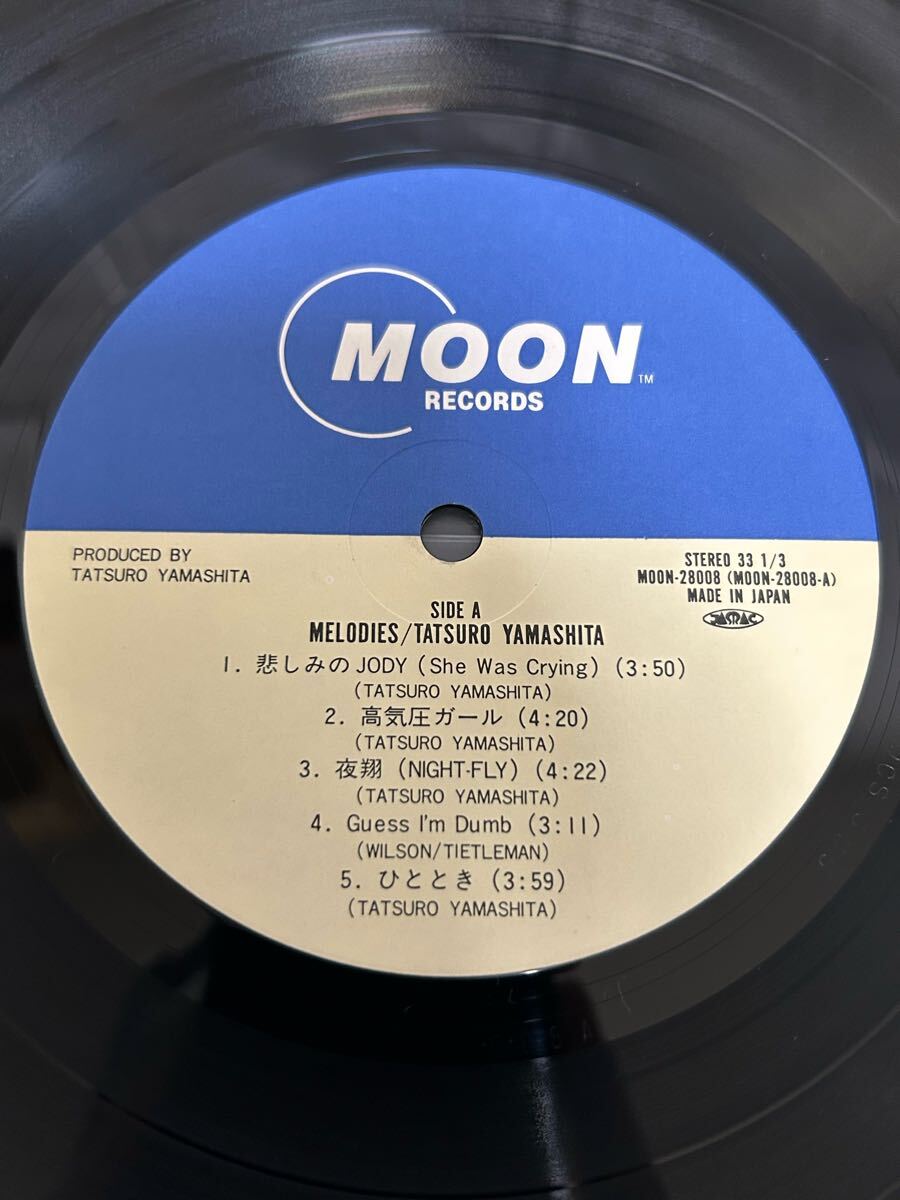 MOON™
RECORDS
PRODUCED BY
TATSURO YAMASHITA
STEREO 33 1/3
MOON-28008 (MOON-28008-A)
MADE IN JAPAN
JASRAC
SIDE A
MELODIES/TATSURO YAMASHITA
1. 悲しみのJODY (She Was Crying) (3:50)
(TATSURO YAMASHITA)
2. 高気圧ガール (4:20)
(TATSURO YAMASHITA)
3. 夜翔 (NIGHT-FLY) (4:22)
(TATSURO YAMASHITA)
4. Guess I'm Dumb (3:11)
(WILSON/TIETLEMAN)
5. ひととき (3:59)
(TATSURO YAMASHITA)